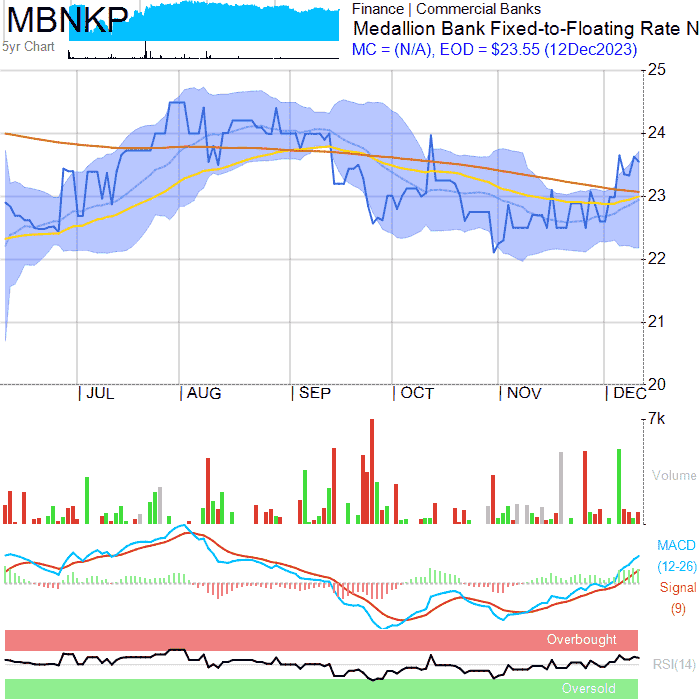 MBNKP
5yr Chart
Finance | Commercial Banks
Medallion Bank Fixed-to-Floating Rate N
MC = (N/A), EOD = $23.55 (12Dec2023)
25
24
23
22
21
20
| JUL | AUG | SEP | OCT | NOV | DEC
7k
Volume
MACD
(12-26)
Signal
(9)
Overbought
RSI(14)
Oversold